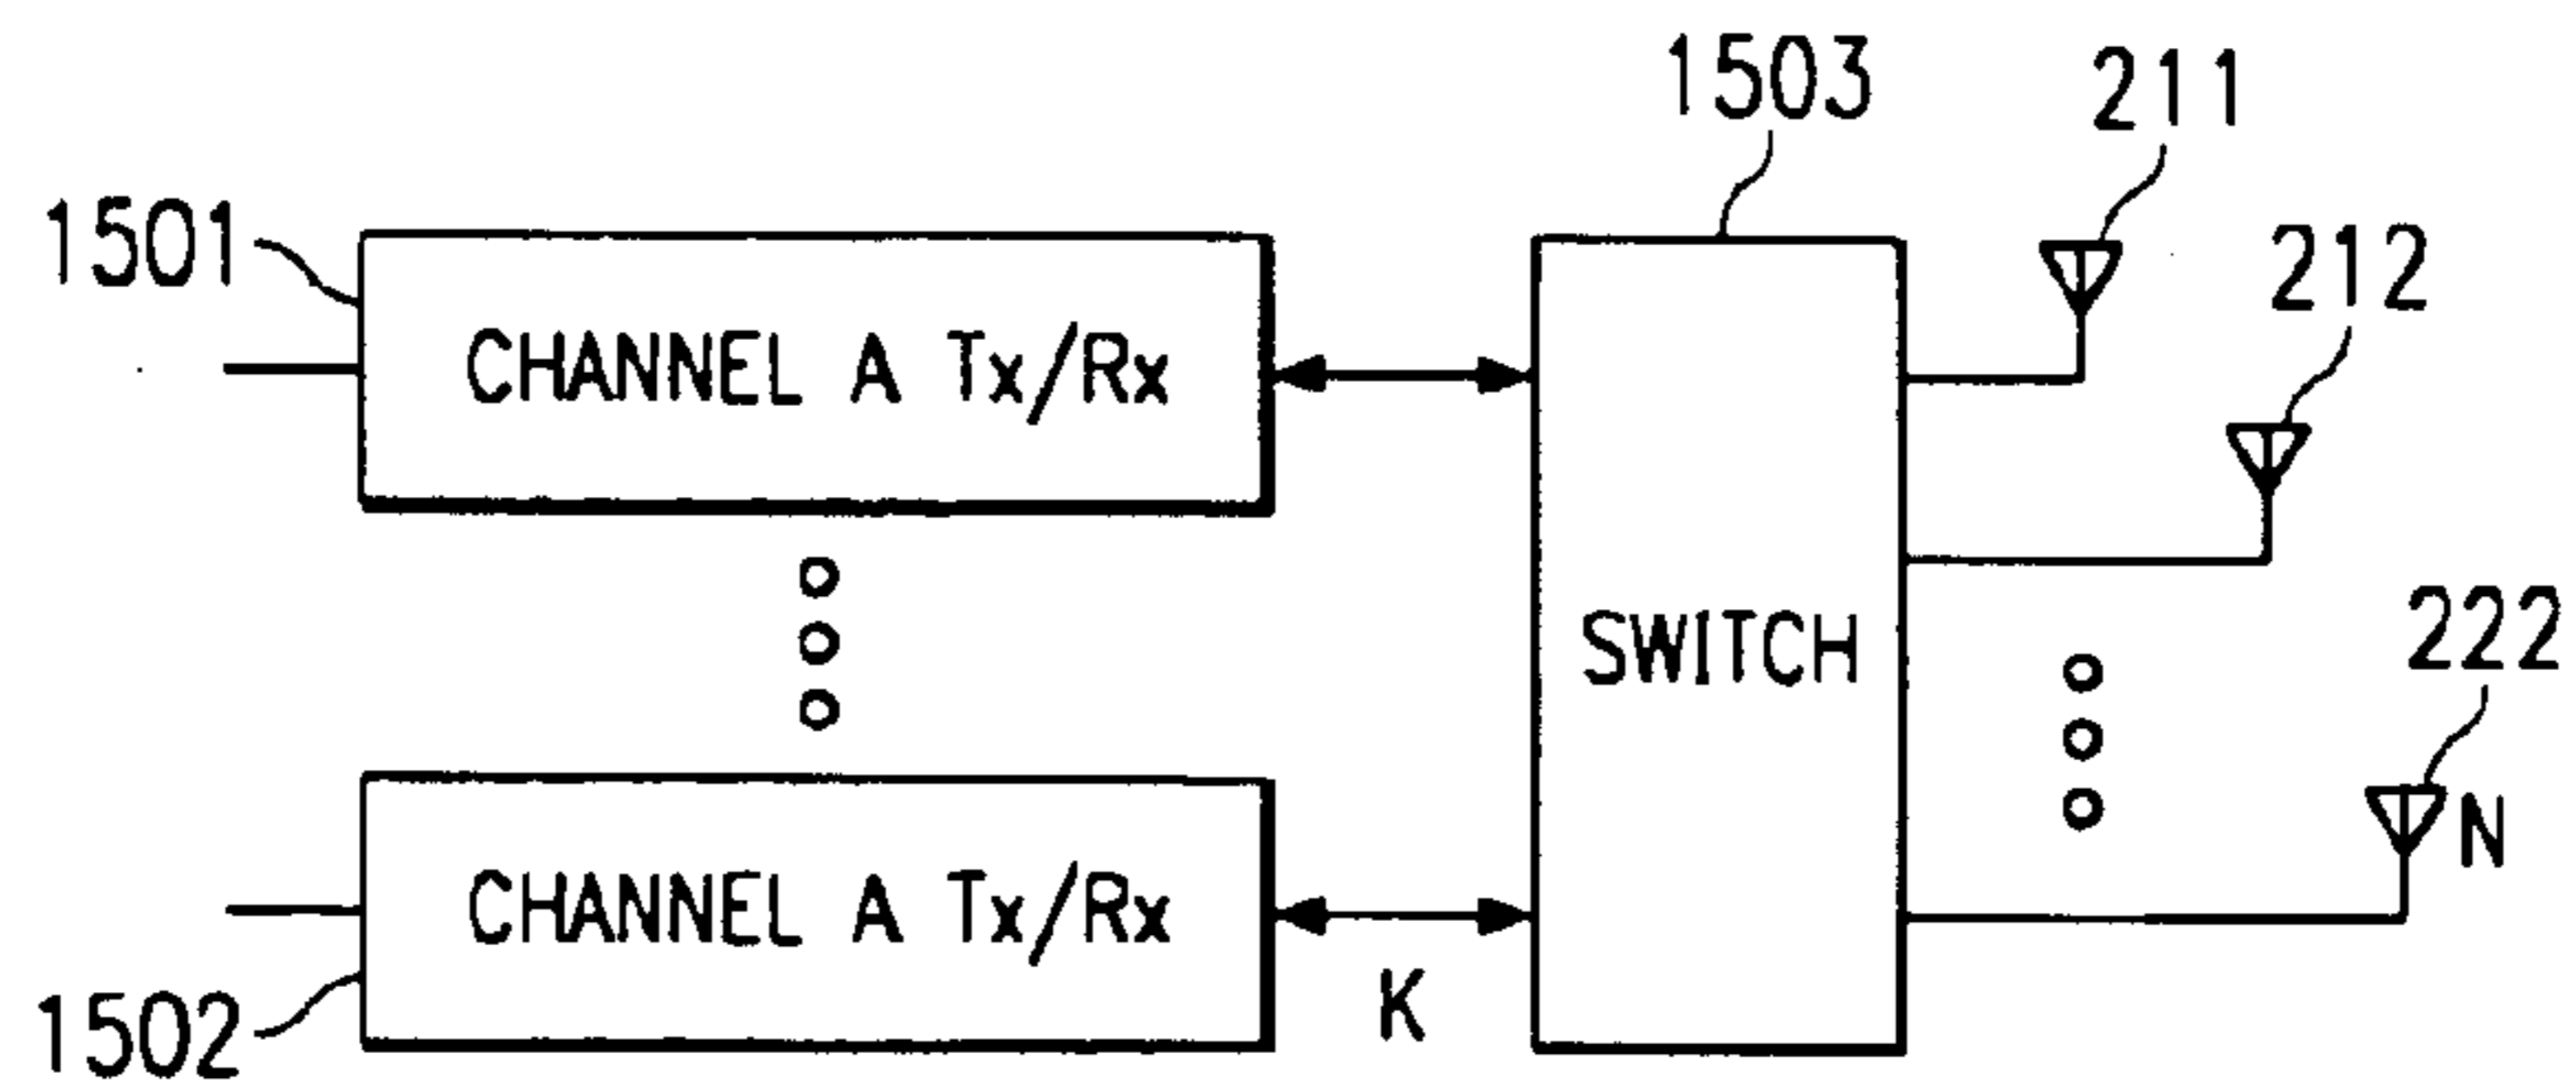 1503
211
1501
212
CHANNEL A Tx/Rx
SWITCH
222
N
CHANNEL A Tx/Rx
K
1502